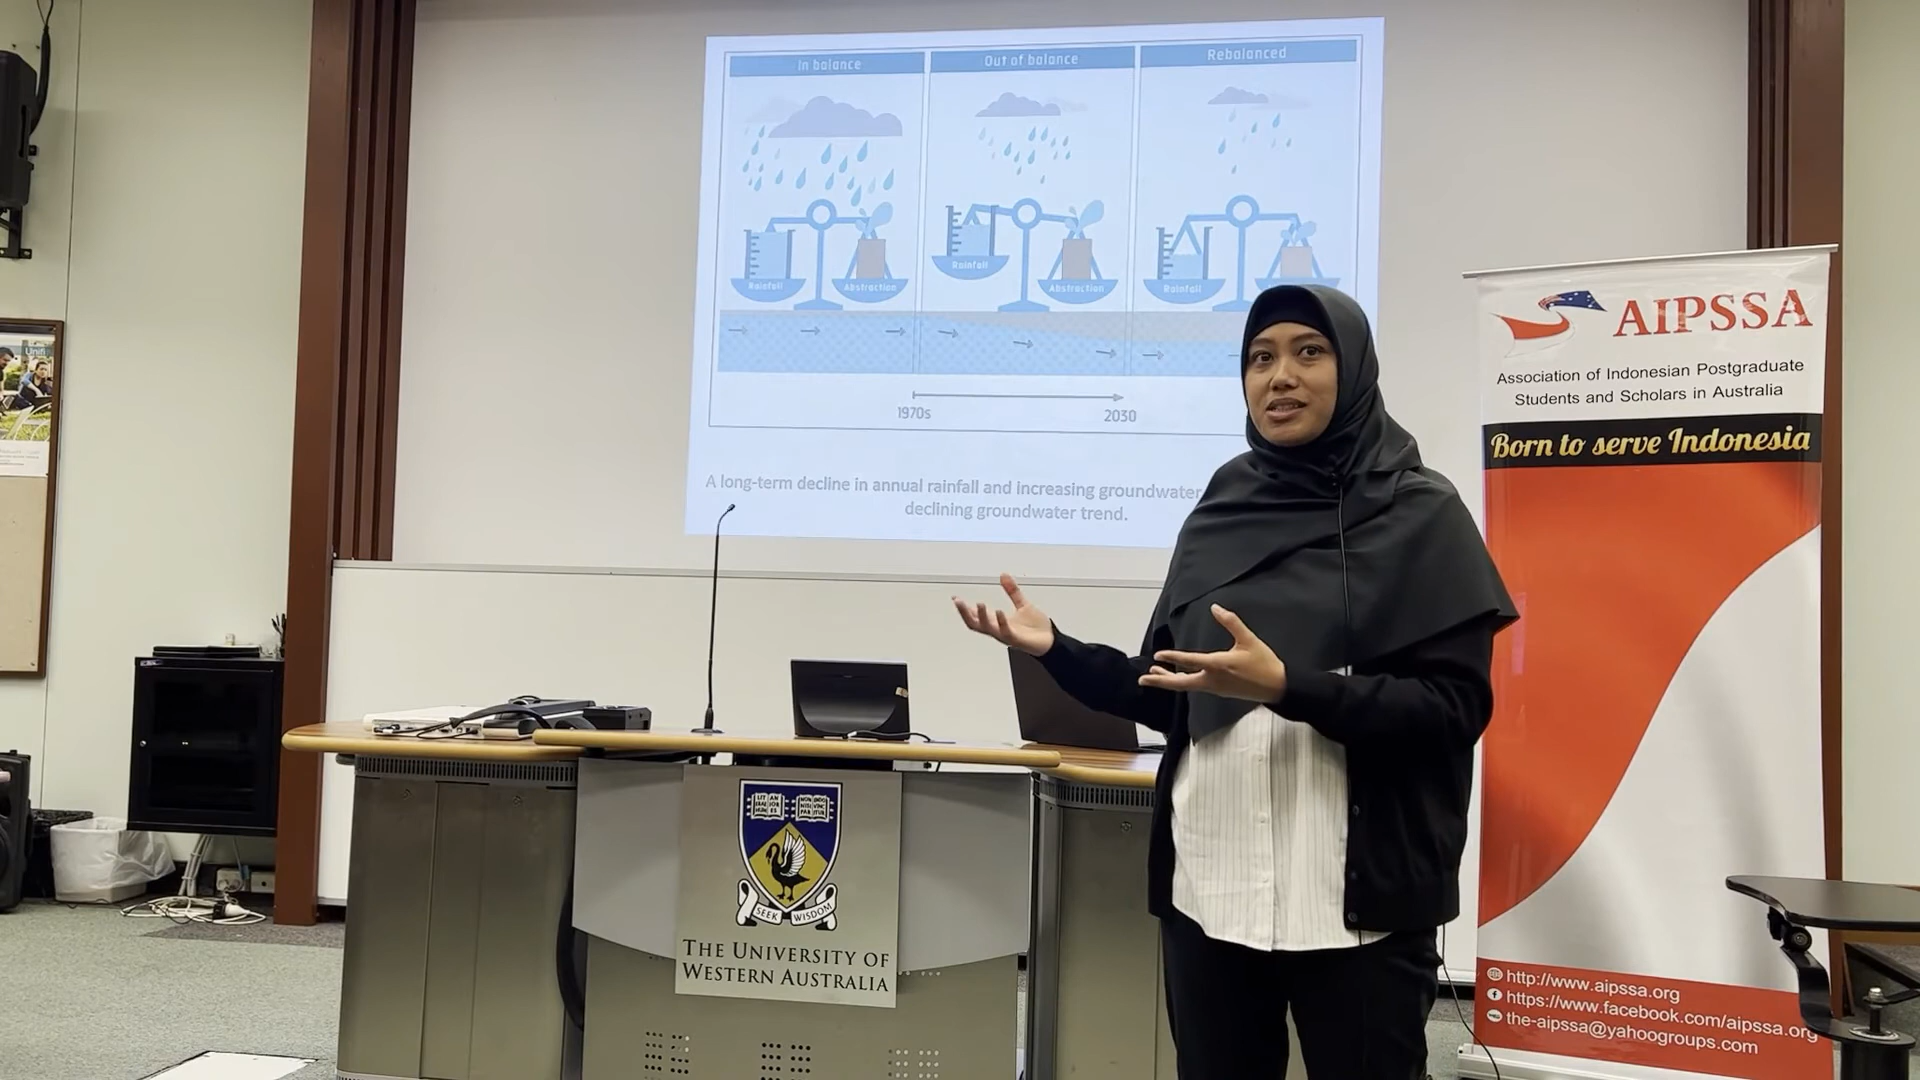 In balance
Out of balance
Rebalanced
Rainfall
Abstraction
Rainfall
Abstraction
Rainfall
1970s
2030
A long-term decline in annual rainfall and increasing groundwater
declining groundwater trend.
AIPSSA
Association of Indonesian Postgraduate
Students and Scholars in Australia
Born to serve Indonesia
http://www.aipssa.org
https://www.facebook.com/aipssa.org
the-aipssa@yahoogroups.com
SEEK WISDOM
THE UNIVERSITY OF
WESTERN AUSTRALIA